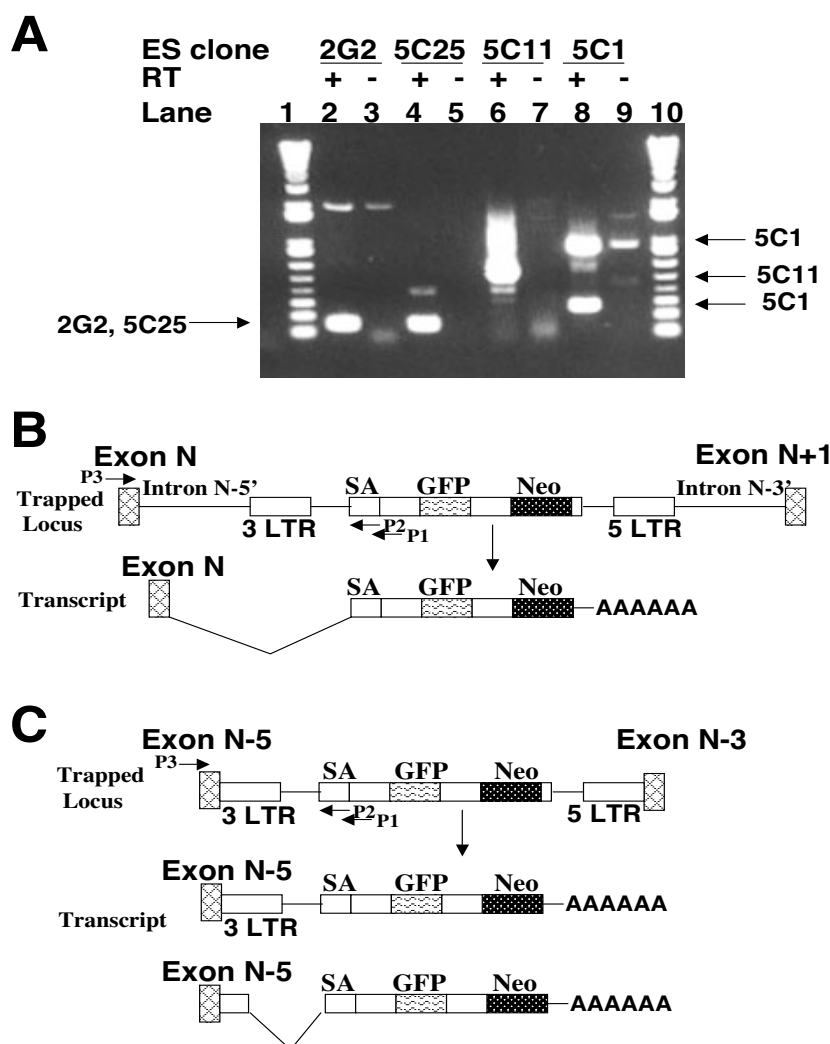 A
ES clone 2G2 5C25 5C11 5C1
RT + - + - + - + -
Lane 1 2 3 4 5 6 7 8 9 10
5C1
5C11
5C1
2G2, 5C25
B
Exon N Exon N+1
P3
Trapped Locus
Intron N-5' SA GFP Neo Intron N-3'
3 LTR P2 P1 5 LTR
Exon N
Transcript SA GFP Neo
AAAAAA
C
Exon N-5 Exon N-3
P3
Trapped Locus
SA GFP Neo
3 LTR P2 P1 5 LTR
Exon N-5
SA GFP Neo
AAAAAA
Transcript
3 LTR
Exon N-5
SA GFP Neo
AAAAAA